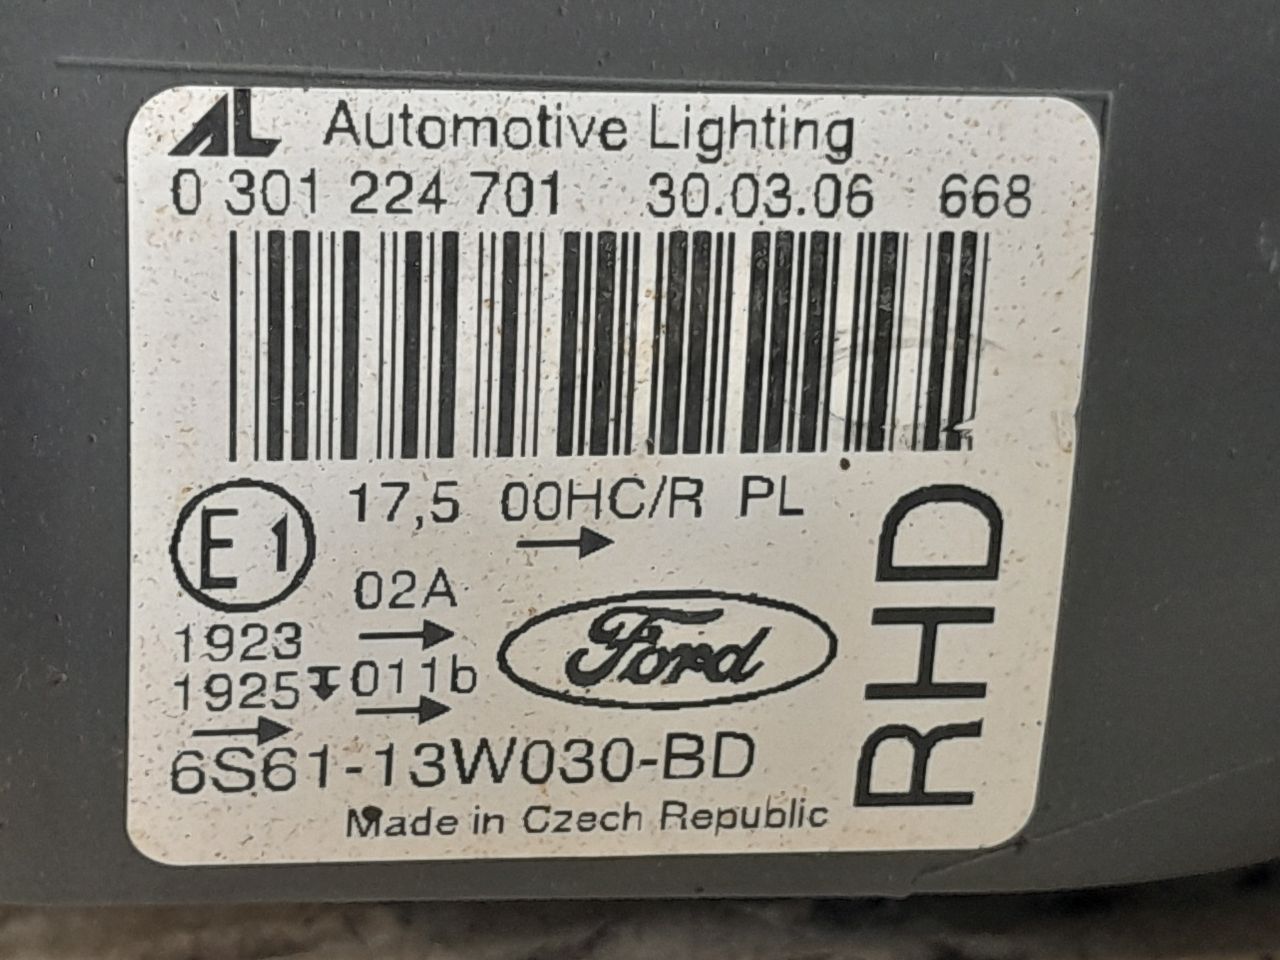 AL Automotive Lighting
0 301 224 701 30.03.06 668
E1 17,5 00HC/R PL
→
02A
1923 →
1925 ↧ 011b
→ →
Ford
6S61-13W030-BD
Made in Czech Republic
RHD